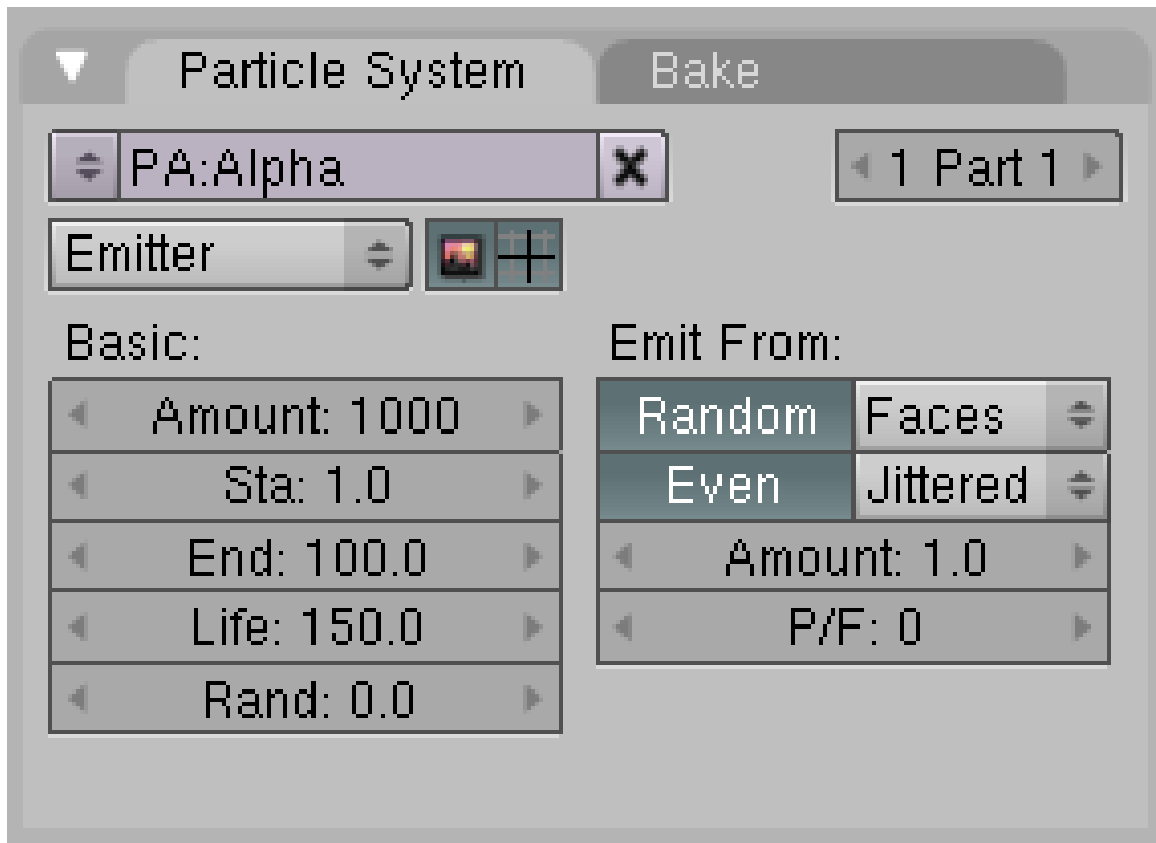 Particle System Bake
PA:Alpha 1 Part 1
Emitter
Basic: Emit From:
Amount: 1000 Random Faces
Sta: 1.0 Even Jittered
End: 100.0 Amount: 1.0
Life: 150.0 P/F: 0
Rand: 0.0